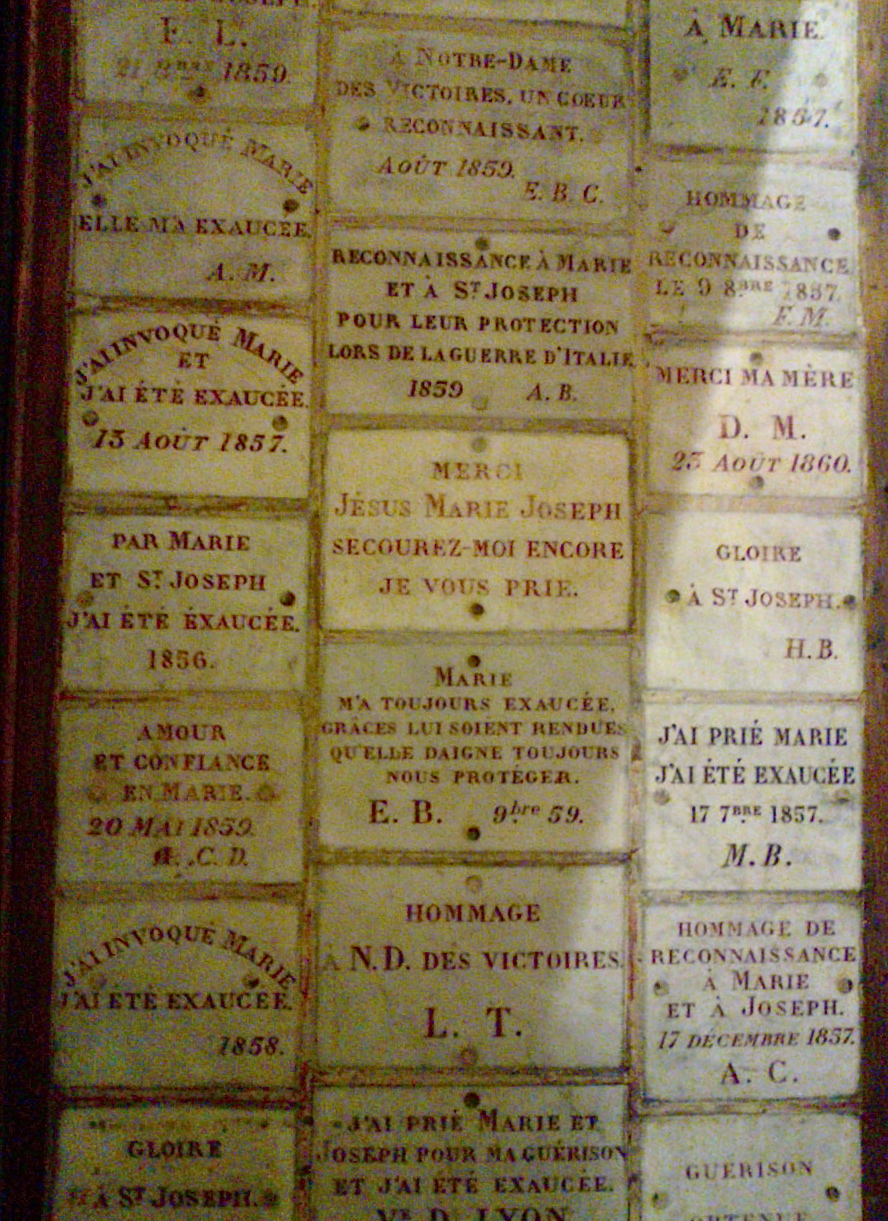 E. L.
1859.
J'AI INVOQUÉ MARIE
ELLE M'A EXAUCÉE.
A. M.
J'AI INVOQUÉ MARIE
ET
J'AI ÉTÉ EXAUCÉE.
15 AOÛT 1857.
PAR MARIE
ET ST JOSEPH
J'AI ÉTÉ EXAUCÉE.
1856.
AMOUR
ET CONFIANCE
EN MARIE.
20 MAI 1859.
C. D.
J'AI INVOQUÉ MARIE
J'AI ÉTÉ EXAUCÉE.
1858.
GLOIRE
À ST JOSEPH.
À NOTRE-DAME
DES VICTOIRES, UN COEUR
RECONNAISSANT.
AOÛT 1859.
E. B. C.
RECONNAISSANCE À MARIE
ET À ST JOSEPH
POUR LEUR PROTECTION
LORS DE LA GUERRE D'ITALIE
1859 A. B.
MERCI
JÉSUS MARIE JOSEPH
SECOUREZ-MOI ENCORE
JE VOUS PRIE.
MARIE
M'A TOUJOURS EXAUCÉE,
GRÂCES LUI SOIENT RENDUES
QU'ELLE DAIGNE TOUJOURS
NOUS PROTÉGER.
E. B. 9bre 59.
HOMMAGE
À N.D. DES VICTOIRES.
L. T.
J'AI PRIÉ MARIE ET
JOSEPH POUR MA GUÉRISON
ET J'AI ÉTÉ EXAUCÉE.
Ve D. LYON
À MARIE.
E. F.
1857.
HOMMAGE
DE
RECONNAISSANCE
LE 9 8BRE 1857.
F. M.
MERCI MA MÈRE
D. M.
23 AOÛT 1860.
GLOIRE
À ST JOSEPH.
H. B.
J'AI PRIÉ MARIE
J'AI ÉTÉ EXAUCÉE
17 7BRE 1857.
M. B.
HOMMAGE DE
RECONNAISSANCE
À MARIE
ET À JOSEPH.
17 DÉCEMBRE 1857.
A. C.
GUÉRISON
OBTENUE